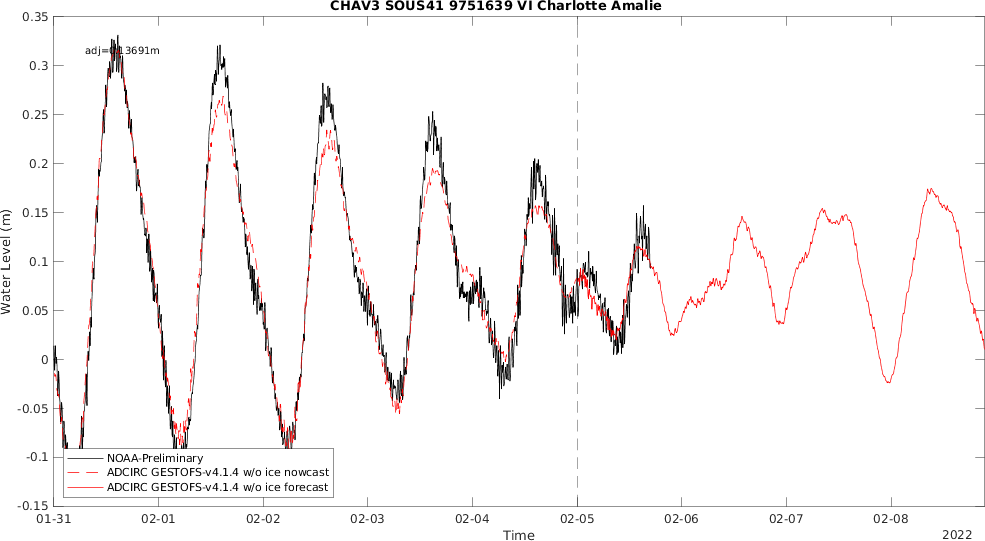 CHAV3 SOUS41 9751639 VI Charlotte Amalie
0.35
adj=0.13691m
0.3
0.25
0.2
0.15
0.1
0.05
0
-0.05
-0.1
-0.15
Water Level (m)
NOAA-Preliminary
ADCIRC GESTOFS-v4.1.4 w/o ice nowcast
ADCIRC GESTOFS-v4.1.4 w/o ice forecast
01-31 02-01 02-02 02-03 02-04 02-05 02-06 02-07 02-08
Time
2022